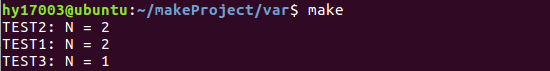 hy17003@ubuntu:~/makeProject/var$ make
TEST2: N = 2
TEST1: N = 2
TEST3: N = 1